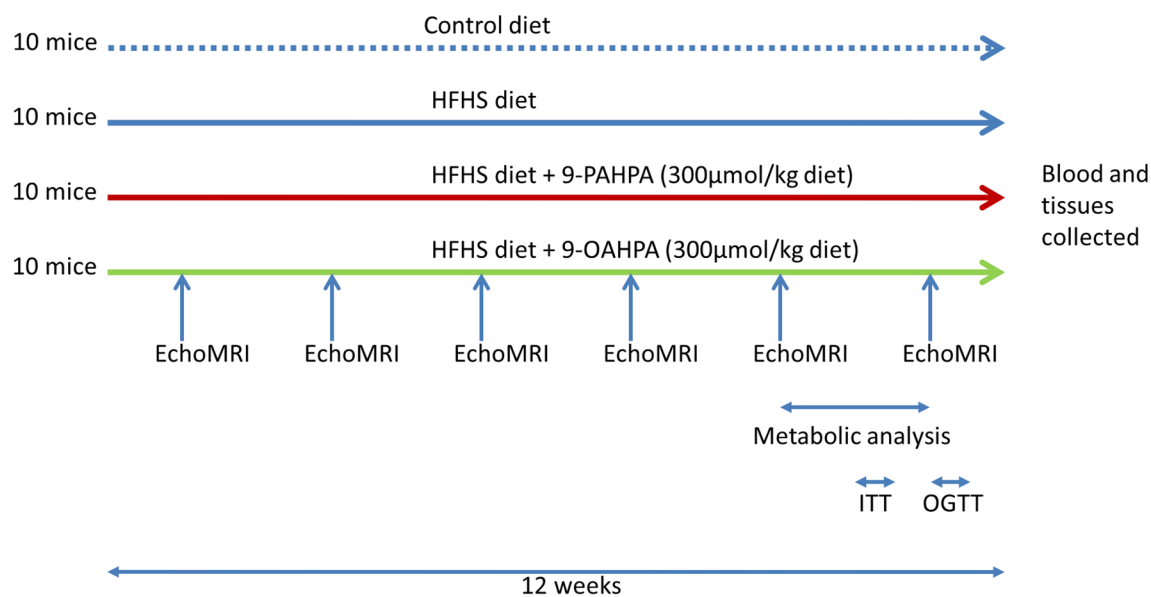 Control diet
10 mice
HFHS diet
10 mice
HFHS diet + 9-PAHPA (300µmol/kg diet)
10 mice
HFHS diet + 9-OAHPA (300µmol/kg diet)
10 mice
Blood and
tissues
collected
EchoMRI EchoMRI EchoMRI EchoMRI EchoMRI EchoMRI
Metabolic analysis
ITT OGTT
12 weeks